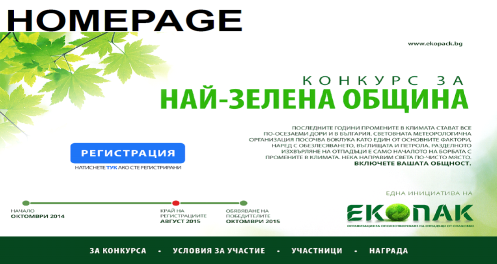 HOMEPAGE
www.ekopack.bg
КОНКУРС ЗА
НАЙ-ЗЕЛЕНА ОБЩИНА
ПОСЛЕДНИТЕ ГОДИНИ ПРОМЕНИТЕ В КЛИМАТА СТАВАТ ВСЕ
ПО-ОСЕЗАЕМИ ДОРИ И В БЪЛГАРИЯ. СВЕТОВНАТА МЕТЕОРОЛОГИЧНА
ОРГАНИЗАЦИЯ ПОСОЧВА БОКЛУКА КАТО ЕДИН ОТ ОСНОВНИТЕ ФАКТОРИ,
НАРЕД С ОБЕЗЛЕСЯВАНЕТО, ВЪГЛИЩАТА И ПЕТРОЛА. РАЗДЕЛНОТО
ИЗХВЪРЛЯНЕ НА ОТПАДЪЦИ Е САМО НАЧАЛОТО НА БОРБАТА С
ПРОМЕНИТЕ В КЛИМАТА. НЕКА НАПРАВИМ СВЕТА ПО-ЧИСТО МЯСТО.
ВКЛЮЧЕТЕ ВАШАТА ОБЩНОСТ.
РЕГИСТРАЦИЯ
НАТИСНЕТЕ ТУК АКО СТЕ РЕГИСТРИРАНИ
НАЧАЛО
ОКТОМВРИ 2014
КРАЙ НА
РЕГИСТРАЦИИТЕ
АВГУСТ 2015
ОБЯВЯВАНЕ НА
ПОБЕДИТЕЛИТЕ
ОКТОМВРИ 2015
ЕДНА ИНИЦИАТИВА НА
ЕКОПАК
ЗА КОНКУРСА • УСЛОВИЯ ЗА УЧАСТИЕ • УЧАСТНИЦИ • НАГРАДА